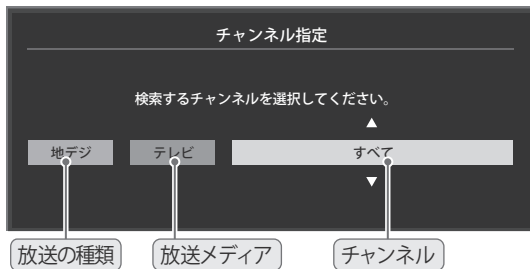 チャンネル指定
検索するチャンネルを選択してください。
▲
地デジ テレビ すべて
▼
放送の種類 放送メディア チャンネル